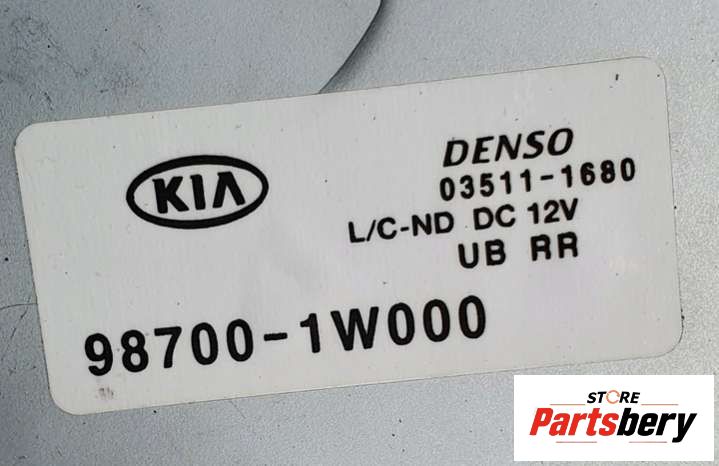 KIA
DENSO
03511-1680
L/C-ND DC 12V
UB RR
98700-1W000
STORE
Partsbery